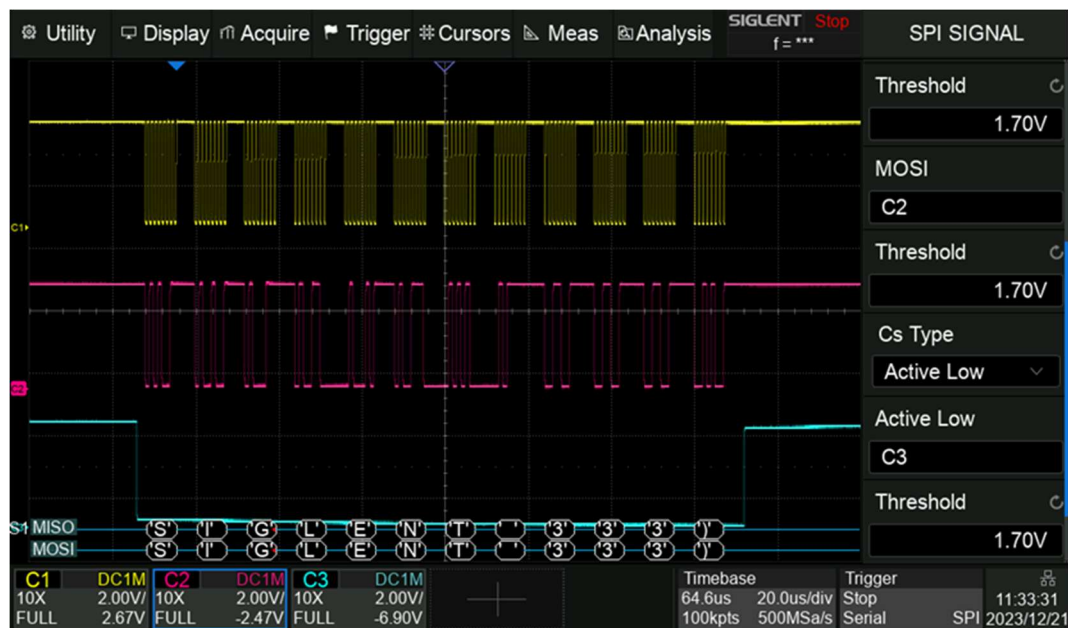 Utility Display Acquire Trigger Cursors Meas Analysis SIGLENT Stop
f = ***
SPI SIGNAL
Threshold
1.70V
MOSI
C2
Threshold
1.70V
Cs Type
Active Low
Active Low
C3
Threshold
1.70V
C1
C2
S1 MISO 'S' 'I' 'G' 'L' 'E' 'N' 'T' ' ' '3' '3' '3' ')'
MOSI 'S' 'I' 'G' 'L' 'E' 'N' 'T' ' ' '3' '3' '3' ')'
C1 DC1M C2 DC1M C3 DC1M
10X 2.00V/ 10X 2.00V/ 10X 2.00V/
FULL 2.67V FULL -2.47V FULL -6.90V
Timebase
64.6us 20.0us/div
100kpts 500MSa/s
Trigger
Stop
Serial SPI
11:33:31
2023/12/21